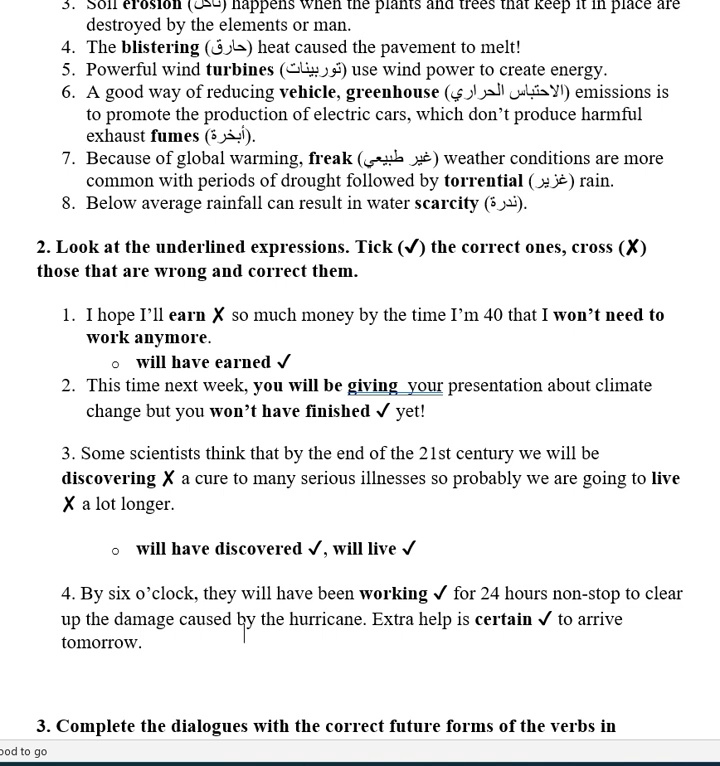 3. Soil erosion (تآكل) happens when the plants and trees that keep it in place are
destroyed by the elements or man.
4. The blistering (حارق) heat caused the pavement to melt!
5. Powerful wind turbines (توربينات) use wind power to create energy.
6. A good way of reducing vehicle, greenhouse (الاحتباس الحراري) emissions is
to promote the production of electric cars, which don’t produce harmful
exhaust fumes (أبخرة).
7. Because of global warming, freak (غير طبيعي) weather conditions are more
common with periods of drought followed by torrential (غزير) rain.
8. Below average rainfall can result in water scarcity (ندرة).
2. Look at the underlined expressions. Tick (✓) the correct ones, cross (✗)
those that are wrong and correct them.
1. I hope I’ll earn ✗ so much money by the time I’m 40 that I won’t need to
work anymore.
o will have earned ✓
2. This time next week, you will be giving your presentation about climate
change but you won’t have finished ✓ yet!
3. Some scientists think that by the end of the 21st century we will be
discovering ✗ a cure to many serious illnesses so probably we are going to live
✗ a lot longer.
o will have discovered ✓, will live ✓
4. By six o’clock, they will have been working ✓ for 24 hours non-stop to clear
up the damage caused by the hurricane. Extra help is certain ✓ to arrive
tomorrow.
3. Complete the dialogues with the correct future forms of the verbs in
ood to go